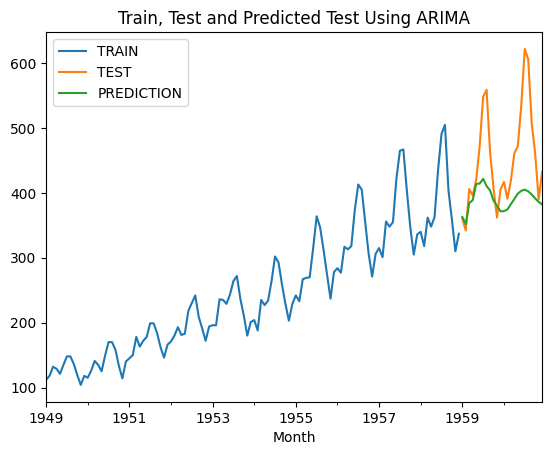 Train, Test and Predicted Test Using ARIMA
TRAIN
TEST
PREDICTION
600
500
400
300
200
100
1949
1951
1953
1955
1957
1959
Month